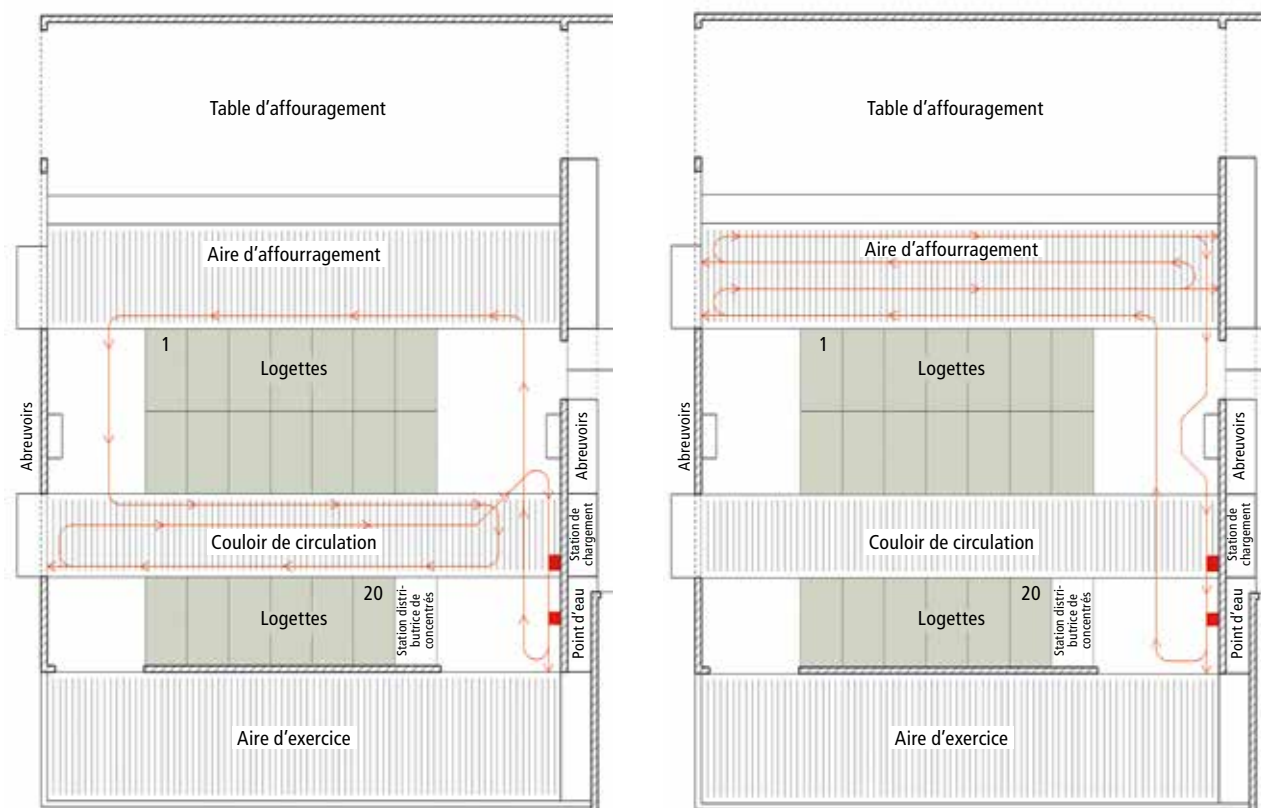 Table d'affouragement
Aire d'affourragement
1
Logettes
Abreuvoirs
Abreuvoirs
Couloir de circulation
Station de
chargement
20
Logettes
Station distri-
butrice de
concentrés
Point d'eau
Aire d'exercice
Table d'affouragement
Aire d'affourragement
1
Logettes
Abreuvoirs
Abreuvoirs
Couloir de circulation
Station de
chargement
20
Logettes
Station distri-
butrice de
concentrés
Point d'eau
Aire d'exercice